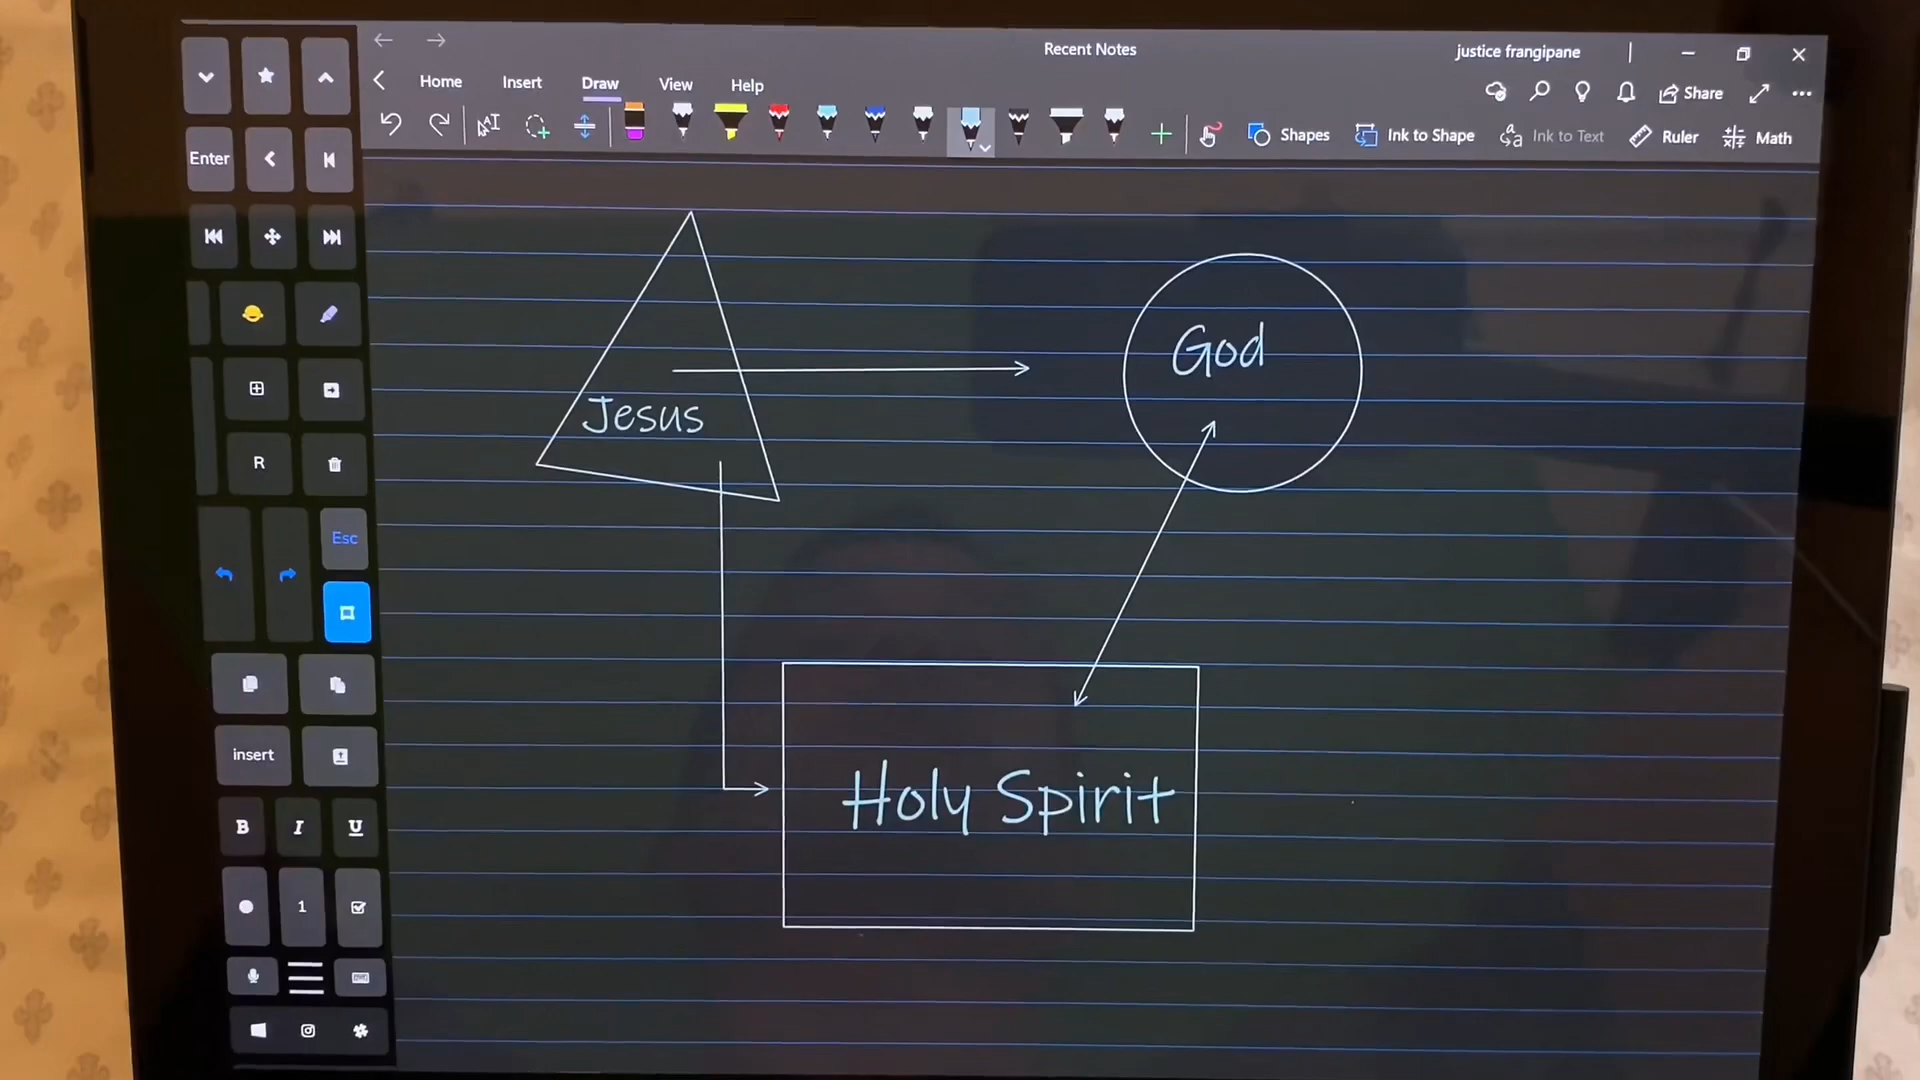 Recent Notes
justice frangipane
Home Insert Draw View Help
Share
Shapes Ink to Shape Ink to Text Ruler Math
Enter
R
Esc
insert
B I U
1
Jesus
God
Holy Spirit